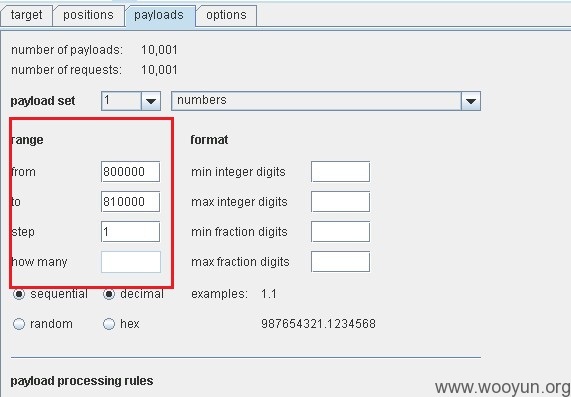 target positions payloads options
number of payloads: 10,001
number of requests: 10,001
payload set 1 numbers
range format
from 800000 min integer digits
to 810000 max integer digits
step 1 min fraction digits
how many max fraction digits
sequential decimal examples: 1.1
random hex 987654321.1234568
payload processing rules
www.wooyun.org